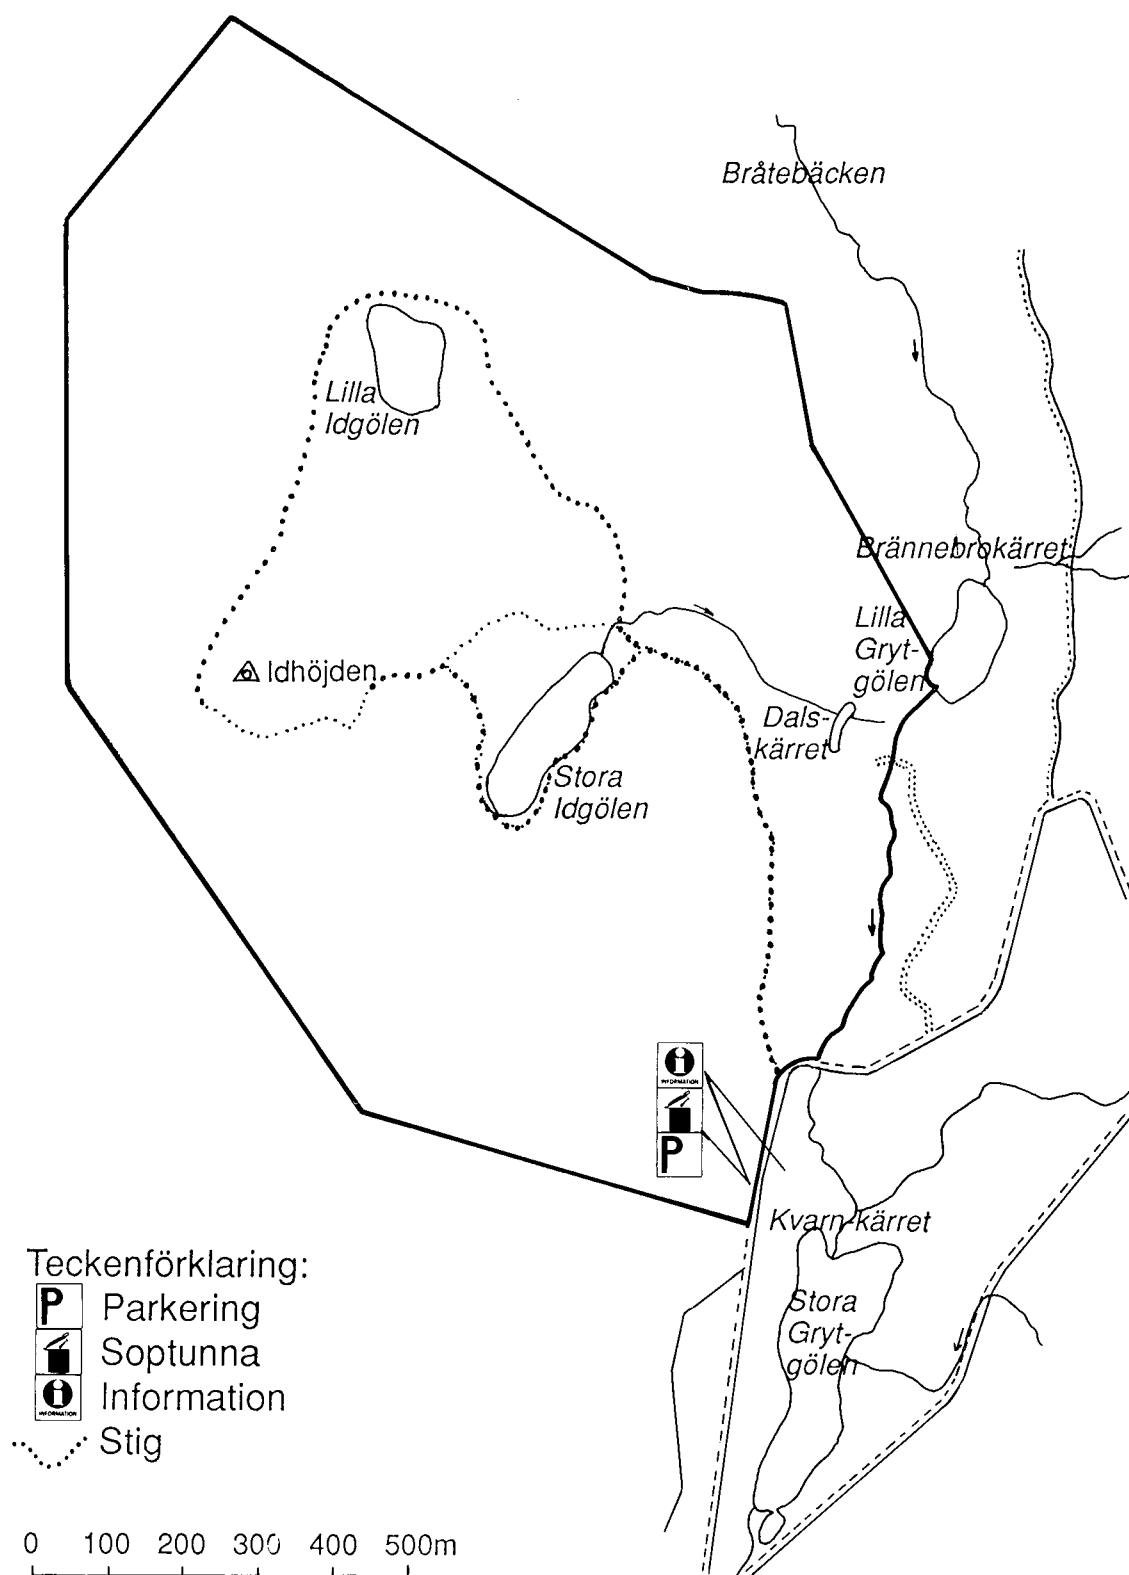 Bråtebäcken
Lilla
Idgölen
Brännebrokärret
Lilla
Gryt-
gölen
Idhöjden
Dals-
kärret
Stora
Idgölen
INFORMATION
P
Kvarn-kärret
Stora
Gryt-
gölen
Teckenförklaring:
P Parkering
Soptunna
INFORMATION Information
Stig
0 100 200 300 400 500m